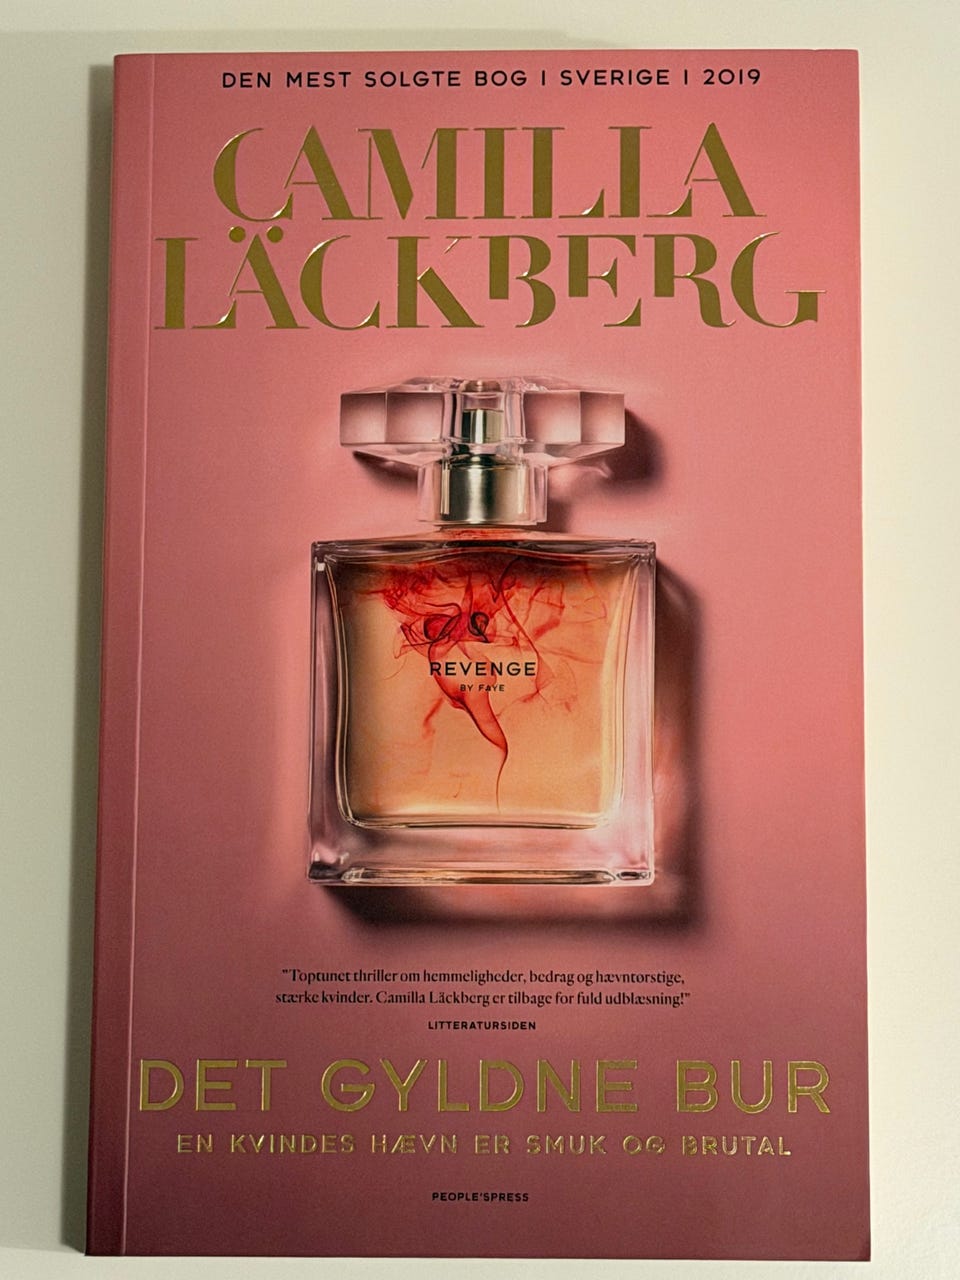 DEN MEST SOLGTE BOG I SVERIGE I 2019
CAMILLA
LÄCKBERG
REVENGE
BY FAYE
"Toptunet thriller om hemmeligheder, bedrag og hævntørstige,
stærke kvinder. Camilla Läckberg er tilbage for fuld udblæsning!"
LITTERATURSIDEN
DET GYLDNE BUR
EN KVINDES HÆVN ER SMUK OG BRUTAL
PEOPLE'SPRESS